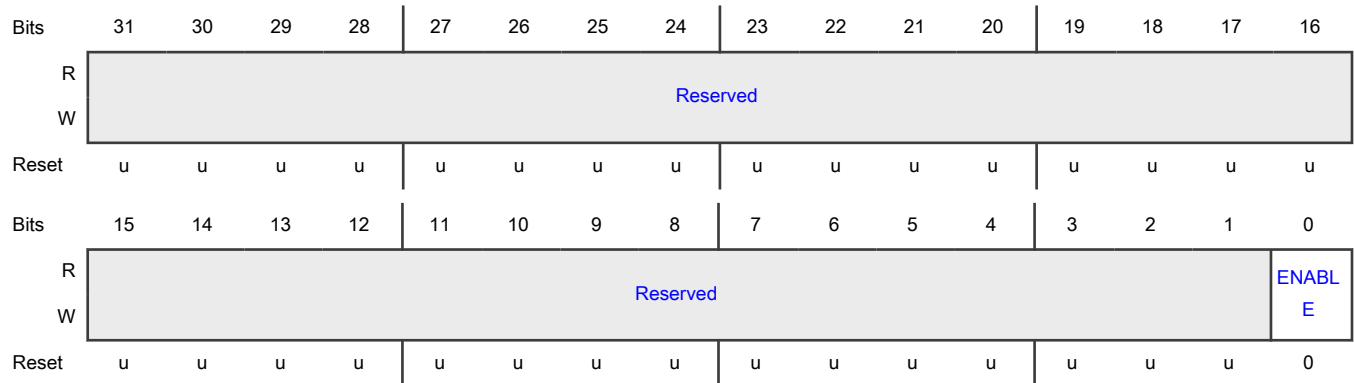 Bits 31 30 29 28 27 26 25 24 23 22 21 20 19 18 17 16
R
Reserved
W
Reset u u u u u u u u u u u u u u u u
Bits 15 14 13 12 11 10 9 8 7 6 5 4 3 2 1 0
R
Reserved
ENABL
E
W
Reset u u u u u u u u u u u u u u u 0